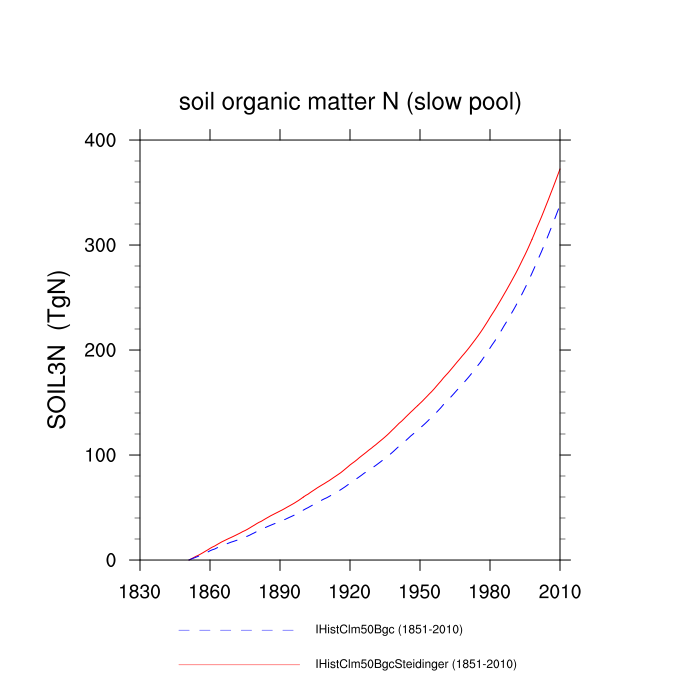 soil organic matter N (slow pool)
400
300
200
100
0
SOIL3N (TgN)
1830 1860 1890 1920 1950 1980 2010
IHistClm50Bgc (1851-2010)
IHistClm50BgcSteidinger (1851-2010)